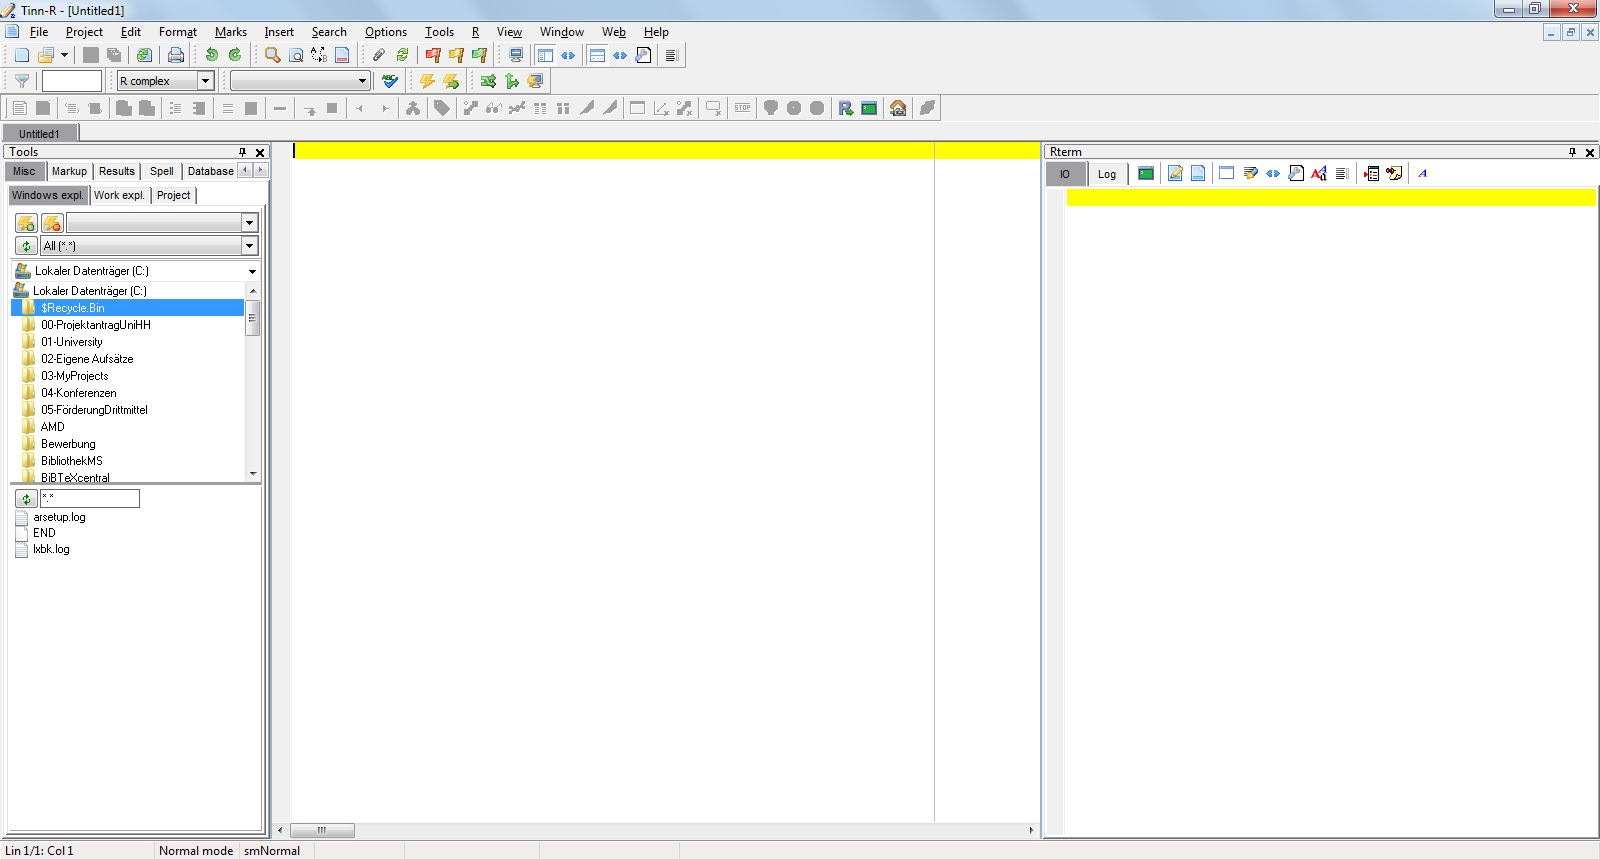 Tinn-R - [Untitled1]
File Project Edit Format Marks Insert Search Options Tools R View Window Web Help
R complex
ABC
STOP
Untitled1
Tools
Misc Markup Results Spell Database
Windows expl. Work expl. Project
All (*.*)
Lokaler Datenträger (C:)
Lokaler Datenträger (C:)
$Recycle.Bin
00-ProjektantragUniHH
01-University
02-Eigene Aufsätze
03-MyProjects
04-Konferenzen
05-FörderungDrittmittel
AMD
Bewerbung
BibliothekMS
BiBTeXcentral
*.*
arsetup.log
END
lxbk.log
Rterm
IO Log
Lin 1/1: Col 1 Normal mode smNormal